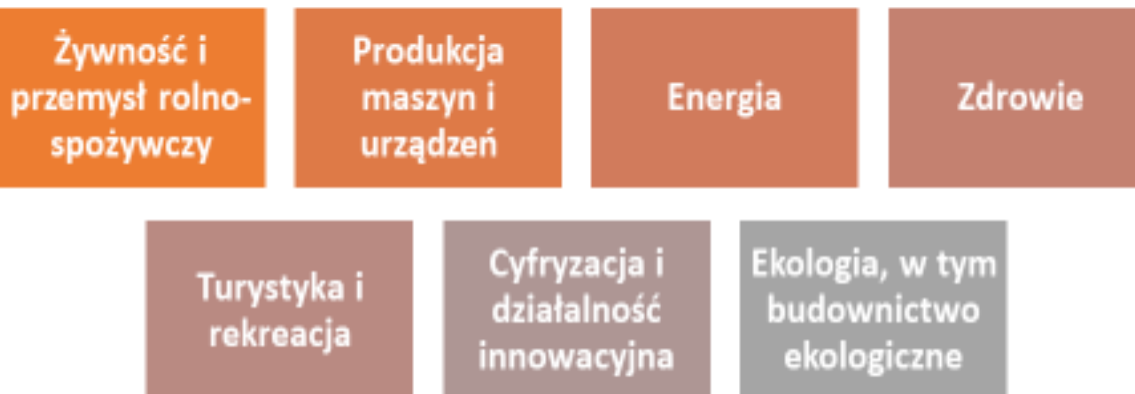 Żywność i
przemysł rolno-
spożywczy
Produkcja
maszyn i
urządzeń
Energia
Zdrowie
Turystyka i
rekreacja
Cyfryzacja i
działalność
innowacyjna
Ekologia, w tym
budownictwo
ekologiczne